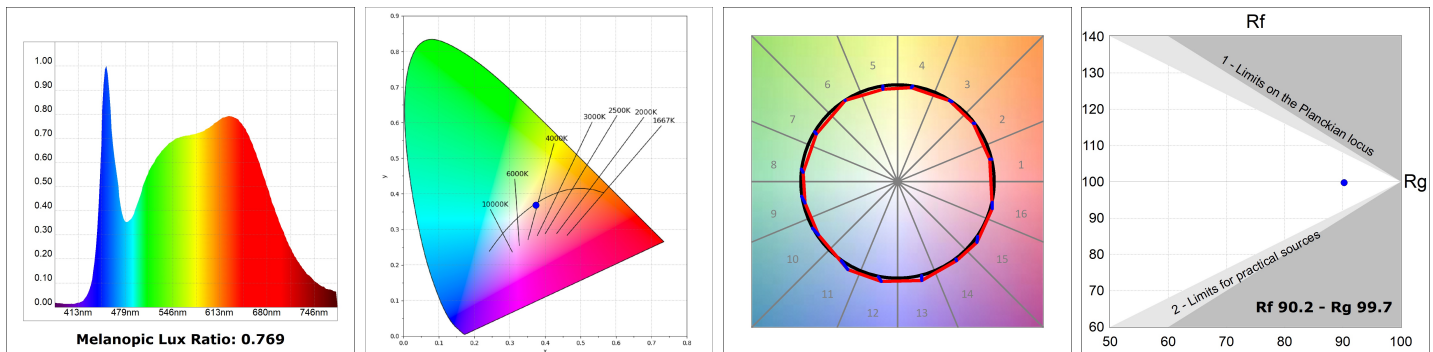 1.00
0.90
0.80
0.70
0.60
0.50
0.40
0.30
0.20
0.10
0.00
413nm 479nm 546nm 613nm 680nm 746nm
Melanopic Lux Ratio: 0.769
0.9
0.8
0.7
0.6
0.5
0.4
0.3
0.2
0.1
0.0
y
0.0 0.1 0.2 0.3 0.4 0.5 0.6 0.7 0.8
x
10000K
6000K
4000K
3000K
2500K
2000K
1667K
1
2
3
4
5
6
7
8
9
10
11
12
13
14
15
16
Rf
140
130
120
110
100
90
80
70
60
50 60 70 80 90 100
Rg
1 - Limits on the Planckian locus
2 - Limits for practical sources
Rf 90.2 - Rg 99.7